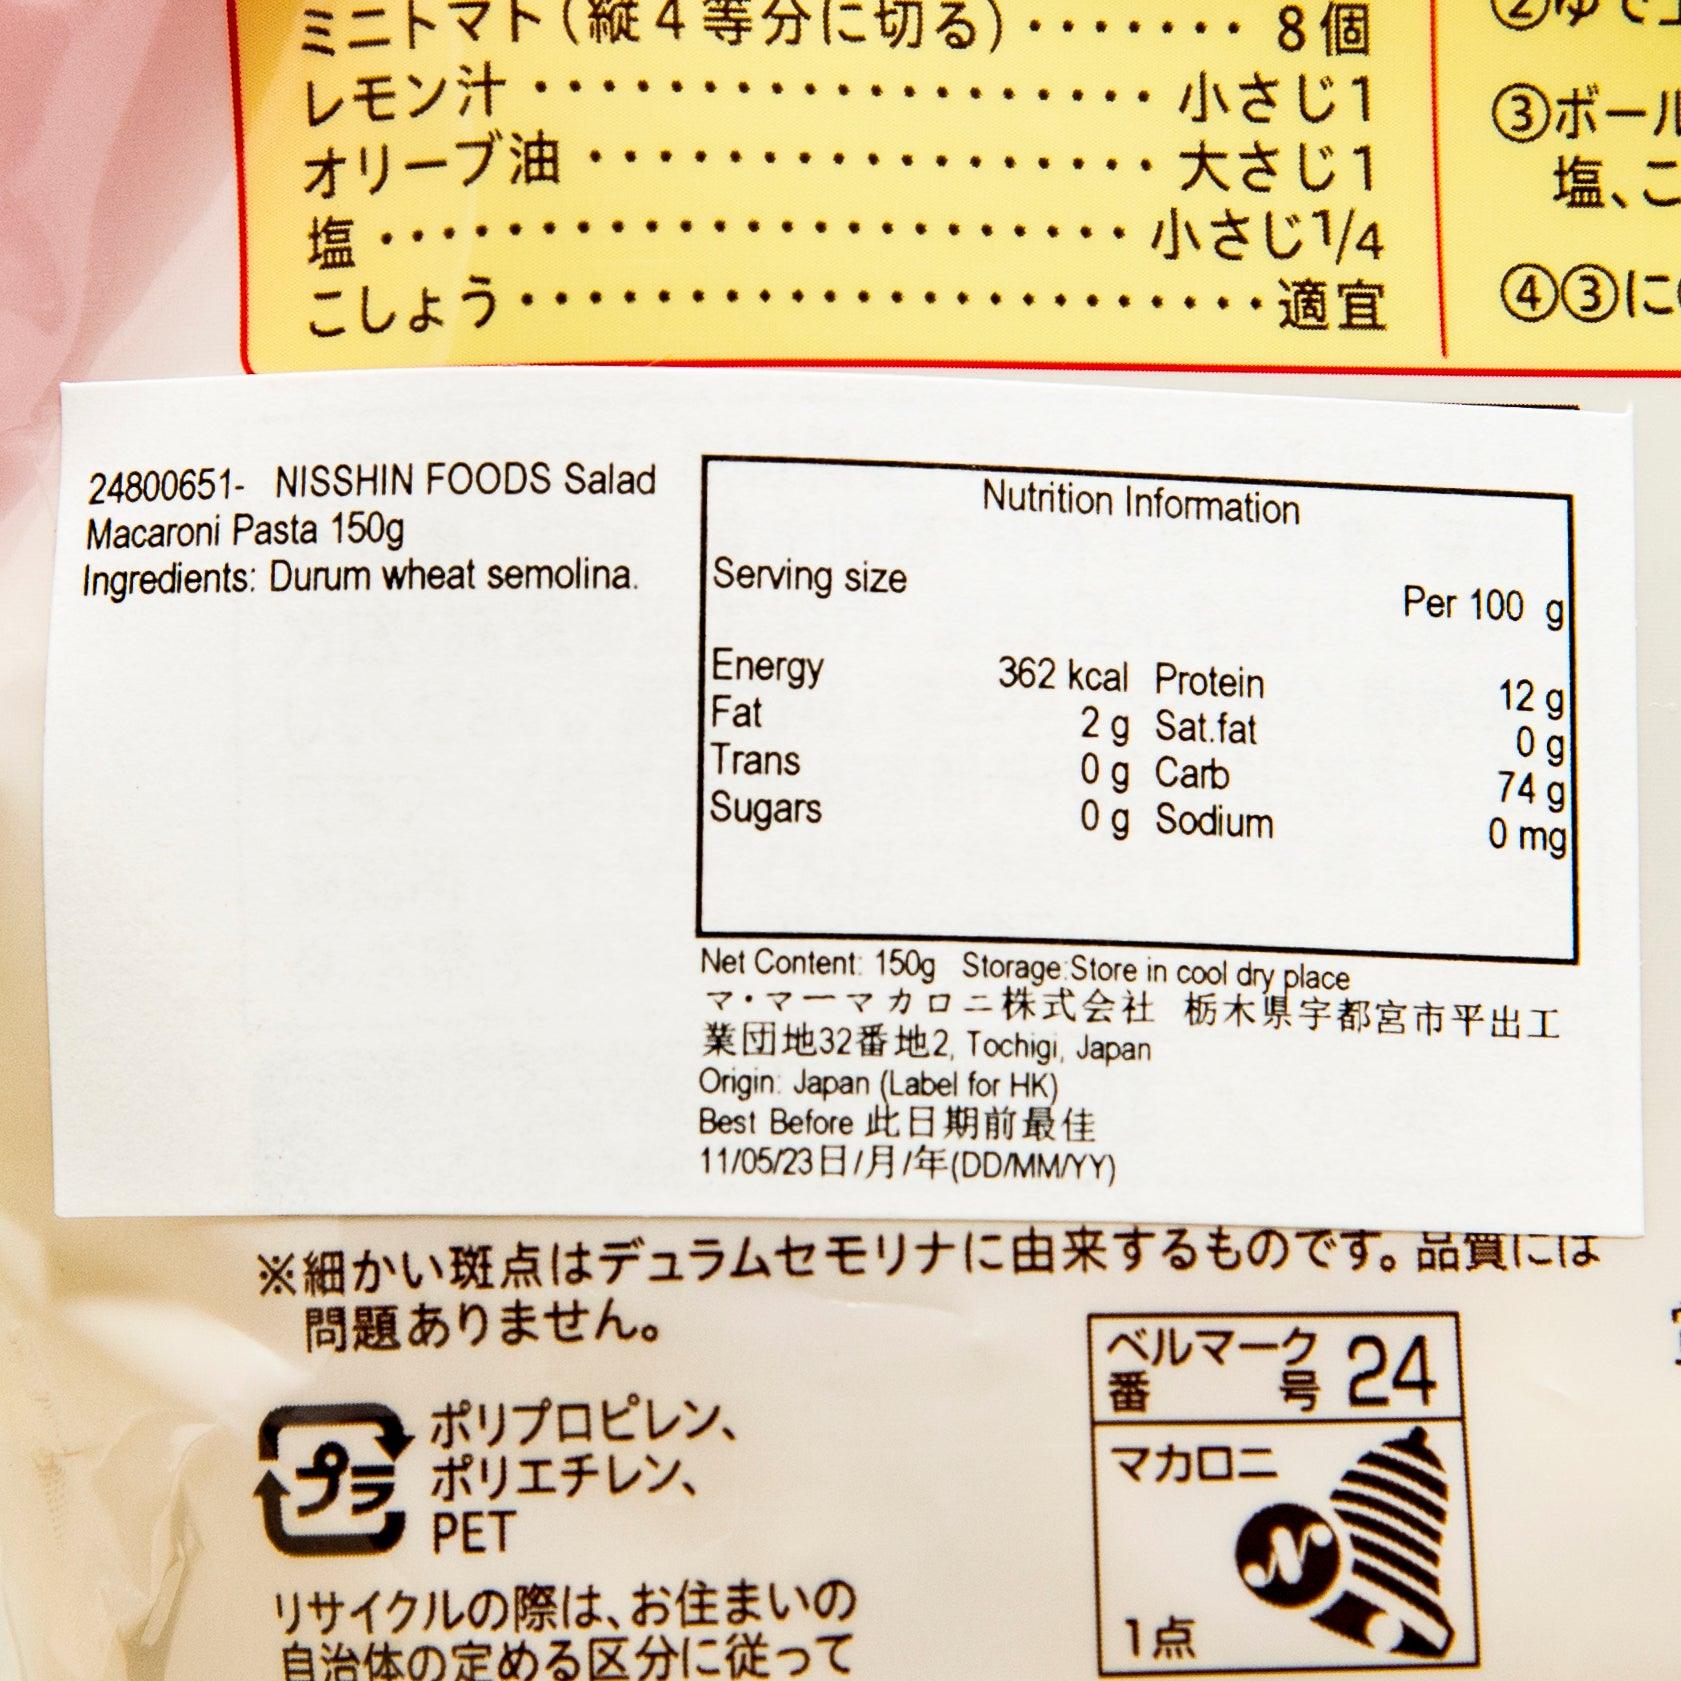 ミニトマト(縦4等分に切る)・・・・・・・8個
レモン汁・・・・・・・・・・・・・・・・・・・小さじ1
オリーブ油・・・・・・・・・・・・・・・・・大さじ1
塩・・・・・・・・・・・・・・・・・・・・・・・小さじ1/4
こしょう・・・・・・・・・・・・・・・・・・・・・・・適宜
②ゆで
③ボール
塩、こ
④③に
24800651- NISSHIN FOODS Salad
Macaroni Pasta 150g
Ingredients: Durum wheat semolina.
Nutrition Information
Serving size Per 100 g
Energy 362 kcal Protein 12 g
Fat 2 g Sat.fat 0 g
Trans 0 g Carb 74 g
Sugars 0 g Sodium 0 mg
Net Content: 150g Storage:Store in cool dry place
マ・マーマカロニ株式会社 栃木県宇都宮市平出工
業団地32番地2, Tochigi, Japan
Origin: Japan (Label for HK)
Best Before 此日期前最佳
11/05/23日/月/年(DD/MM/YY)
※細かい斑点はデュラムセモリナに由来するものです。品質には
問題ありません。
プラ
ポリプロピレン、
ポリエチレン、
PET
リサイクルの際は、お住まいの
自治体の定める区分に従って
ベルマーク
番号 24
マカロニ
N
1点